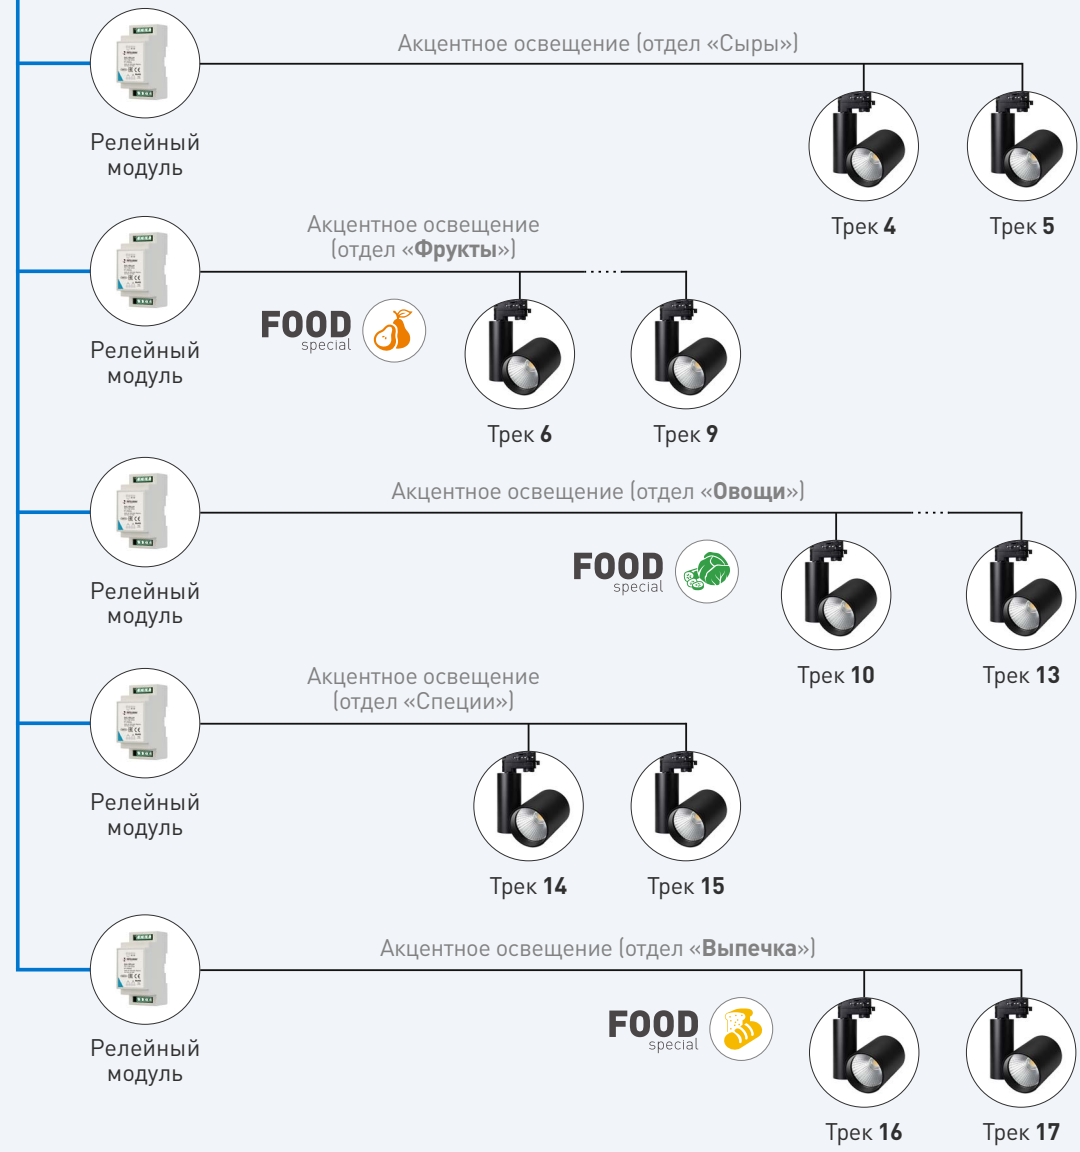 Акцентное освещение (отдел «Сыры»)
Релейный
модуль
Трек 4
Трек 5
Акцентное освещение
(отдел «Фрукты»)
FOOD
special
Релейный
модуль
Трек 6
Трек 9
Акцентное освещение (отдел «Овощи»)
FOOD
special
Релейный
модуль
Трек 10
Трек 13
Акцентное освещение
(отдел «Специи»)
Релейный
модуль
Трек 14
Трек 15
Акцентное освещение (отдел «Выпечка»)
FOOD
special
Релейный
модуль
Трек 16
Трек 17